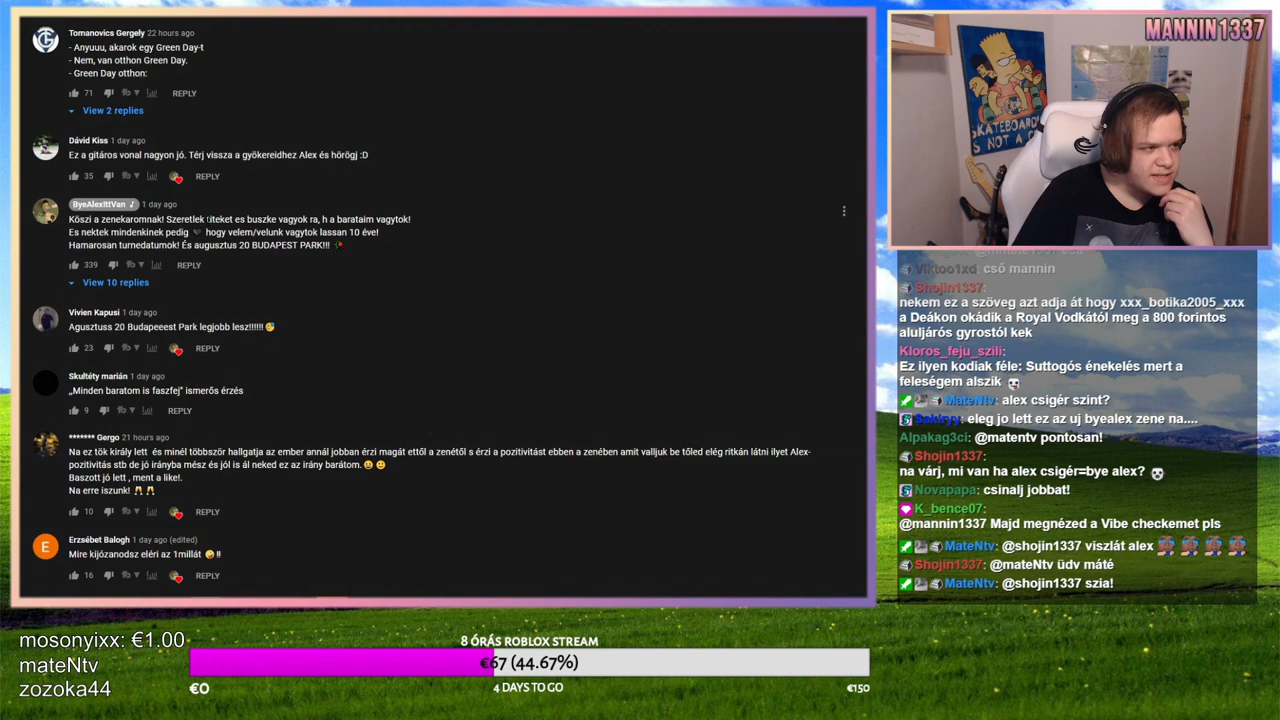 Tomanovics Gergely 22 hours ago
- Anyuuu, akarok egy Green Day-t
- Nem, van otthon Green Day.
- Green Day otthon:
71 REPLY
View 2 replies
Dávid Kiss 1 day ago
Ez a gitáros vonal nagyon jó. Térj vissza a gyökereidhez Alex és hörögj :D
35 REPLY
ByeAlexIttVan 1 day ago
Köszi a zenekaromnak! Szeretlek titeket es buszke vagyok ra, h a barataim vagytok!
Es nektek mindenkinek pedig 🖤 hogy velem/velunk vagytok lassan 10 éve!
Hamarosan turnedatumok! És augusztus 20 BUDAPEST PARK!!! 🌹
339 REPLY
View 10 replies
Vivien Kapusi 1 day ago
Agusztuss 20 Budapeeest Park legjobb lesz!!!!!!
23 REPLY
Skultéty marián 1 day ago
„Minden baratom is faszfej" ismerős érzés
9 REPLY
******* Gergo 21 hours ago
Na ez tök király lett és minél többször hallgatja az ember annál jobban érzi magát ettől a zenétől s érzi a pozitivitást ebben a zenében amit valljuk be tőled elég ritkán látni ilyet Alex-
pozitivitás stb de jó irányba mész és jól is ál neked ez az irány barátom.
Baszott jó lett , ment a like!.
Na erre iszunk! 🥂 🥂
10 REPLY
E
Erzsébet Balogh 1 day ago (edited)
Mire kijózanodsz eléri az 1millát 🤪!!
16 REPLY
MANNIN1337
SKATEBOARD
IS NOT A
Viktoo1xd: cső mannin
Shojin1337:
nekem ez a szöveg azt adja át hogy xxx_botika2005_xxx
a Deákon okádik a Royal Vodkától meg a 800 forintos
aluljárós gyrostól kek
Kloros_feju_szili:
Ez ilyen kodiak féle: Suttogós énekelés mert a
feleségem alszik
MateNtv: alex csigér szint?
Sakiryy: eleg jo lett ez az uj byealex zene na....
Alpakag3ci: @matentv pontosan!
Shojin1337:
na várj, mi van ha alex csigér=bye alex?
Novapapa: csinalj jobbat!
K_bence07:
@mannin1337 Majd megnézed a Vibe checkemet pls
MateNtv: @shojin1337 viszlát alex
Shojin1337: @mateNtv üdv máté
MateNtv: @shojin1337 szia!
mosonyixx: €1.00
mateNtv
zozoka44
8 ÓRÁS ROBLOX STREAM
€67 (44.67%)
€0
4 DAYS TO GO
€150